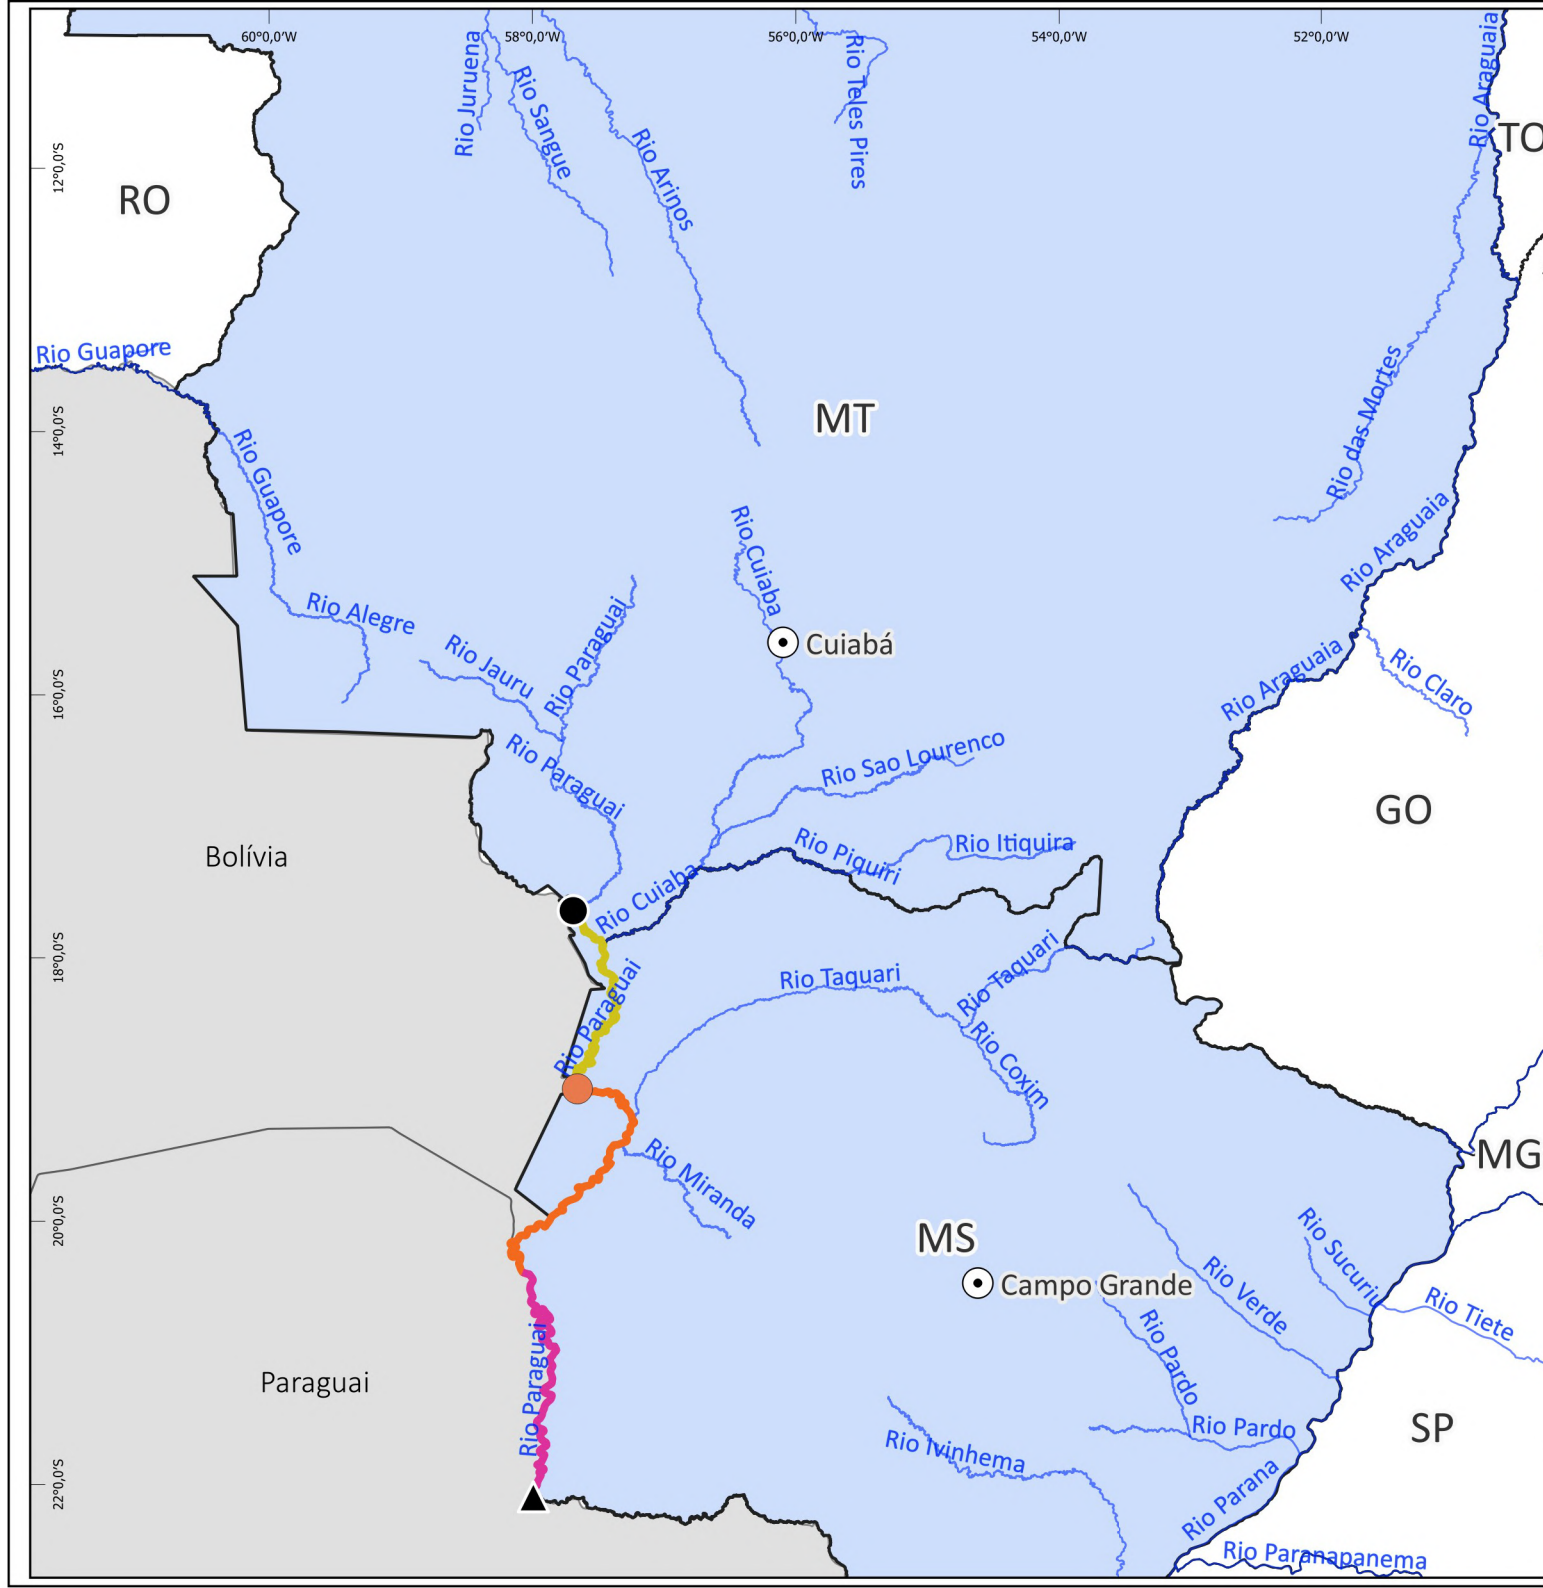 60°0,0'W
58°0,0'W
56°0,0'W
54°0,0'W
52°0,0'W
Rio Juruena
Rio Sangue
Rio Arinos
Rio Teles Pires
Rio Araguaia
TO
12°0,0'S
RO
Rio Guapore
MT
Rio das Mortes
14°0,0'S
Rio Guapore
Rio Araguaia
Rio Cuiaba
Rio Alegre
Rio Jauru
Rio Paraguai
Cuiabá
Rio Araguaia
Rio Claro
16°0,0'S
Rio Paraguai
Rio Sao Lourenco
GO
Bolívia
Rio Piquiri
Rio Itiquira
Rio Cuiaba
18°0,0'S
Rio Paraguai
Rio Taquari
Rio Taquari
Rio Coxim
MG
Rio Miranda
20°0,0'S
MS
Campo Grande
Rio Verde
Rio Sucuriu
Rio Tiete
Paraguai
Rio Paraguai
Rio Pardo
Rio Pardo
SP
Rio Ivinhema
22°0,0'S
Rio Parana
Rio Paranapanema